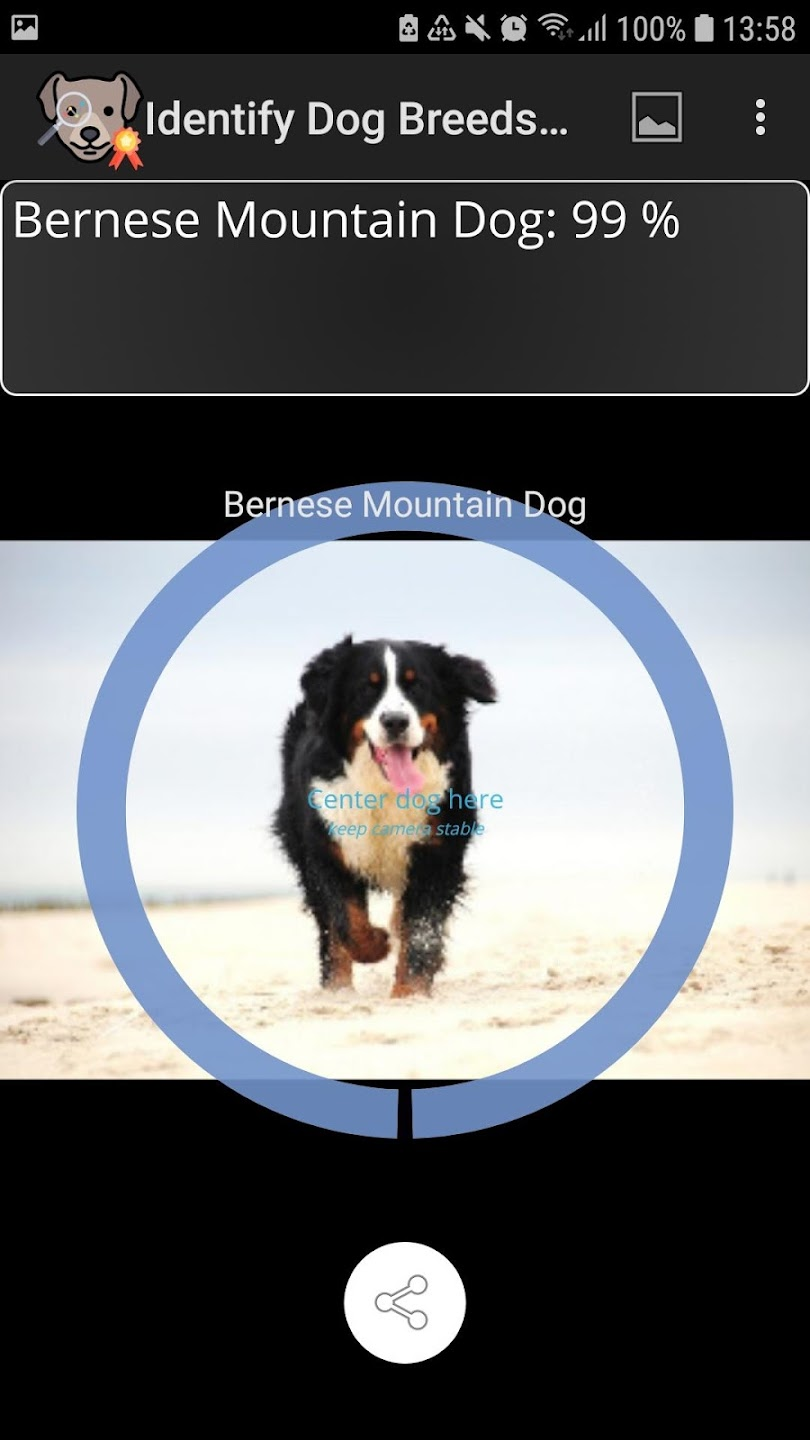 100% 13:58
Identify Dog Breeds...
Bernese Mountain Dog: 99 %
Bernese Mountain Dog
Center dog here
keep camera stable